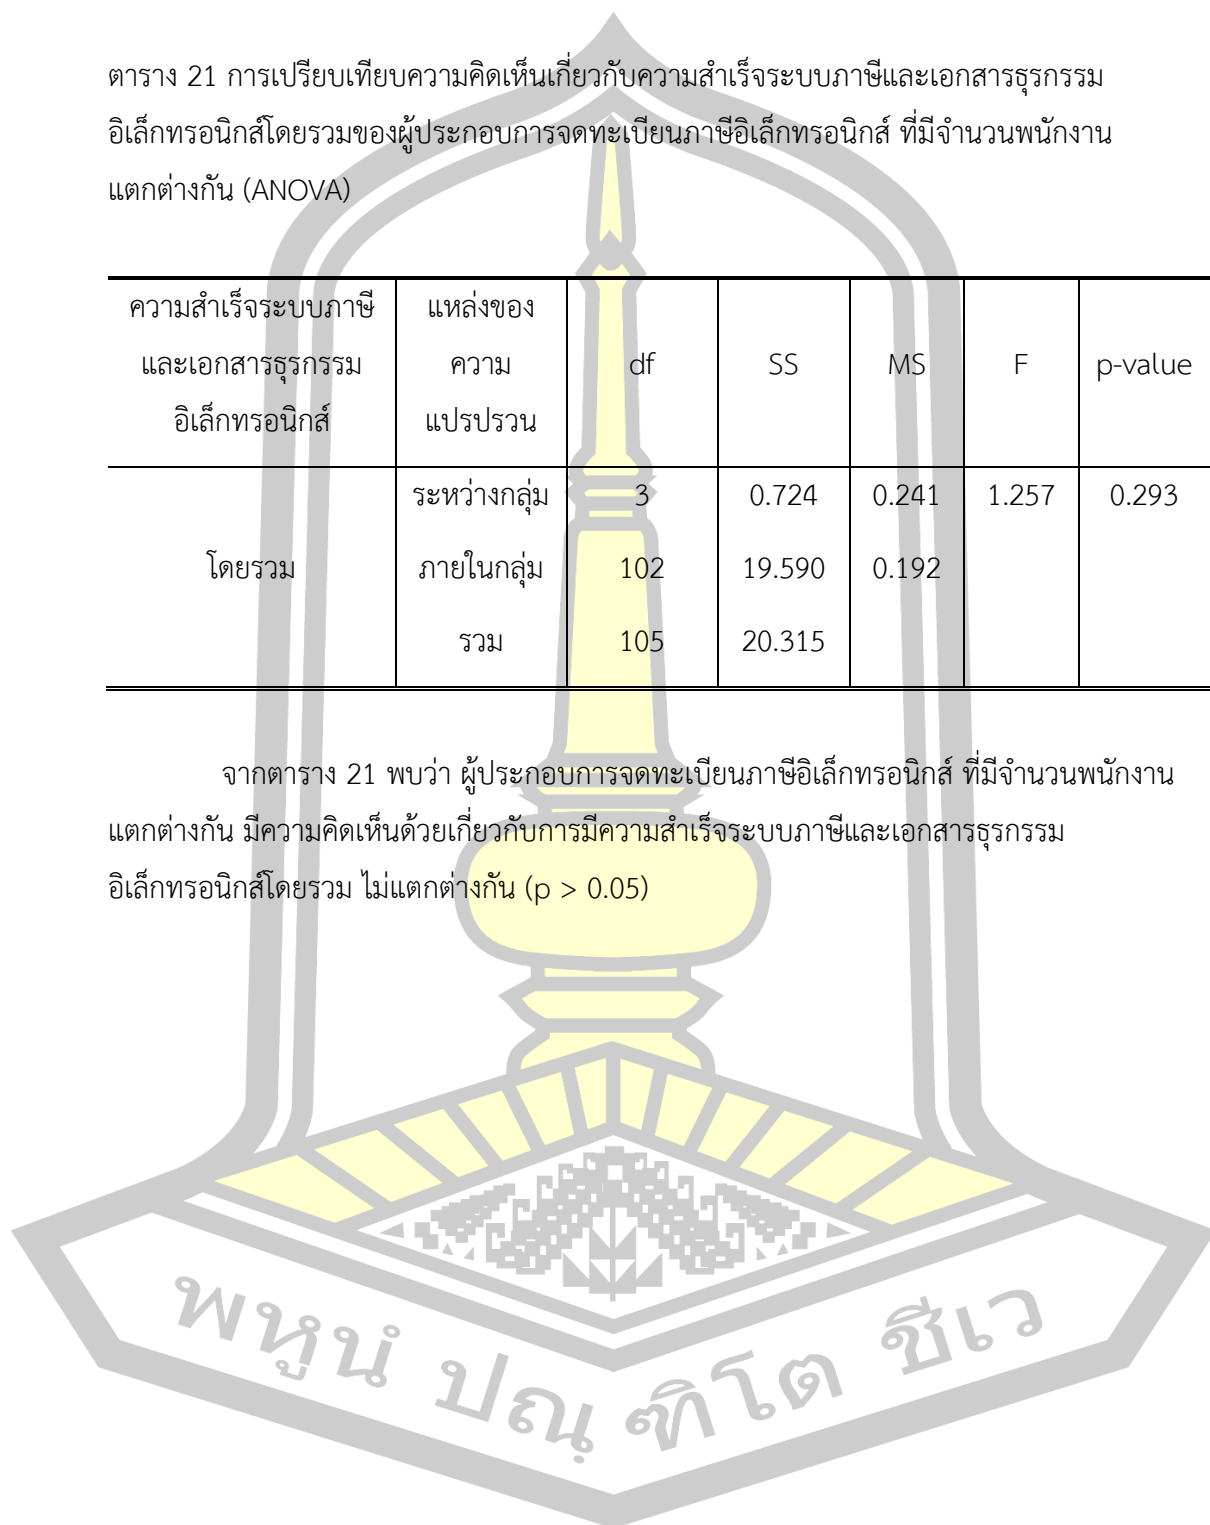 ตาราง 21 การเปรียบเทียบความคิดเห็นเกี่ยวกับความสำเร็จระบบภาษีและเอกสารธุรกรรม
อิเล็กทรอนิกส์โดยรวมของผู้ประกอบการจดทะเบียนภาษีอิเล็กทรอนิกส์ ที่มีจำนวนพนักงาน
แตกต่างกัน (ANOVA)
ความสำเร็จระบบภาษี
และเอกสารธุรกรรม
อิเล็กทรอนิกส์
แหล่งของ
ความ
แปรปรวน
df SS MS F p-value
ระหว่างกลุ่ม 3 0.724 0.241 1.257 0.293
โดยรวม ภายในกลุ่ม 102 19.590 0.192
รวม 105 20.315
จากตาราง 21 พบว่า ผู้ประกอบการจดทะเบียนภาษีอิเล็กทรอนิกส์ ที่มีจำนวนพนักงาน
แตกต่างกัน มีความคิดเห็นด้วยเกี่ยวกับการมีความสำเร็จระบบภาษีและเอกสารธุรกรรม
อิเล็กทรอนิกส์โดยรวม ไม่แตกต่างกัน (p > 0.05)
พหูนํ ปณฺฑิโต ชีเว